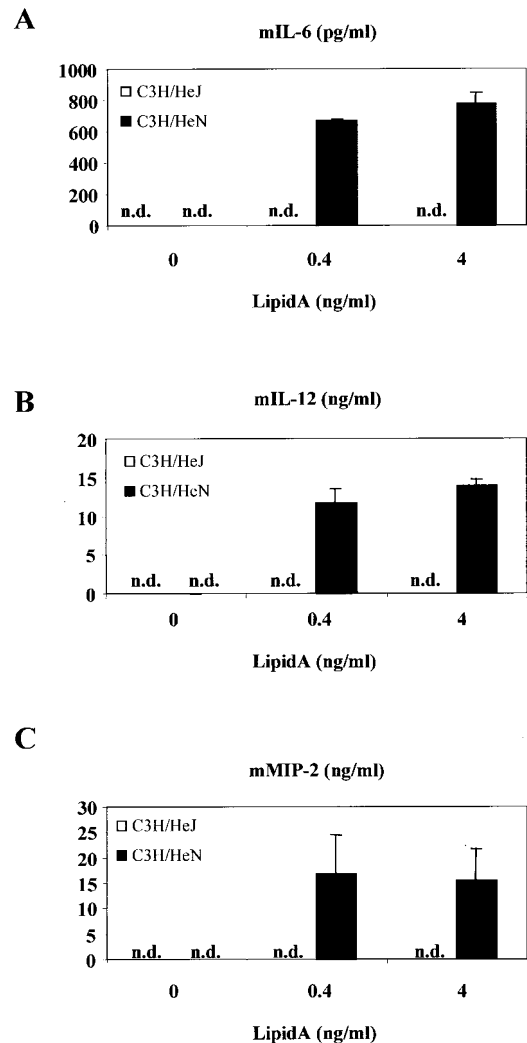 A
mIL-6 (pg/ml)
1000
800
600
400
200
0
C3H/HeJ
C3H/HeN
n.d. n.d. n.d. n.d.
0 0.4 4
LipidA (ng/ml)
B
mIL-12 (ng/ml)
20
15
10
5
0
C3H/HeJ
C3H/HeN
n.d. n.d. n.d. n.d.
0 0.4 4
LipidA (ng/ml)
C
mMIP-2 (ng/ml)
30
25
20
15
10
5
0
C3H/HeJ
C3H/HeN
n.d. n.d. n.d. n.d.
0 0.4 4
LipidA (ng/ml)